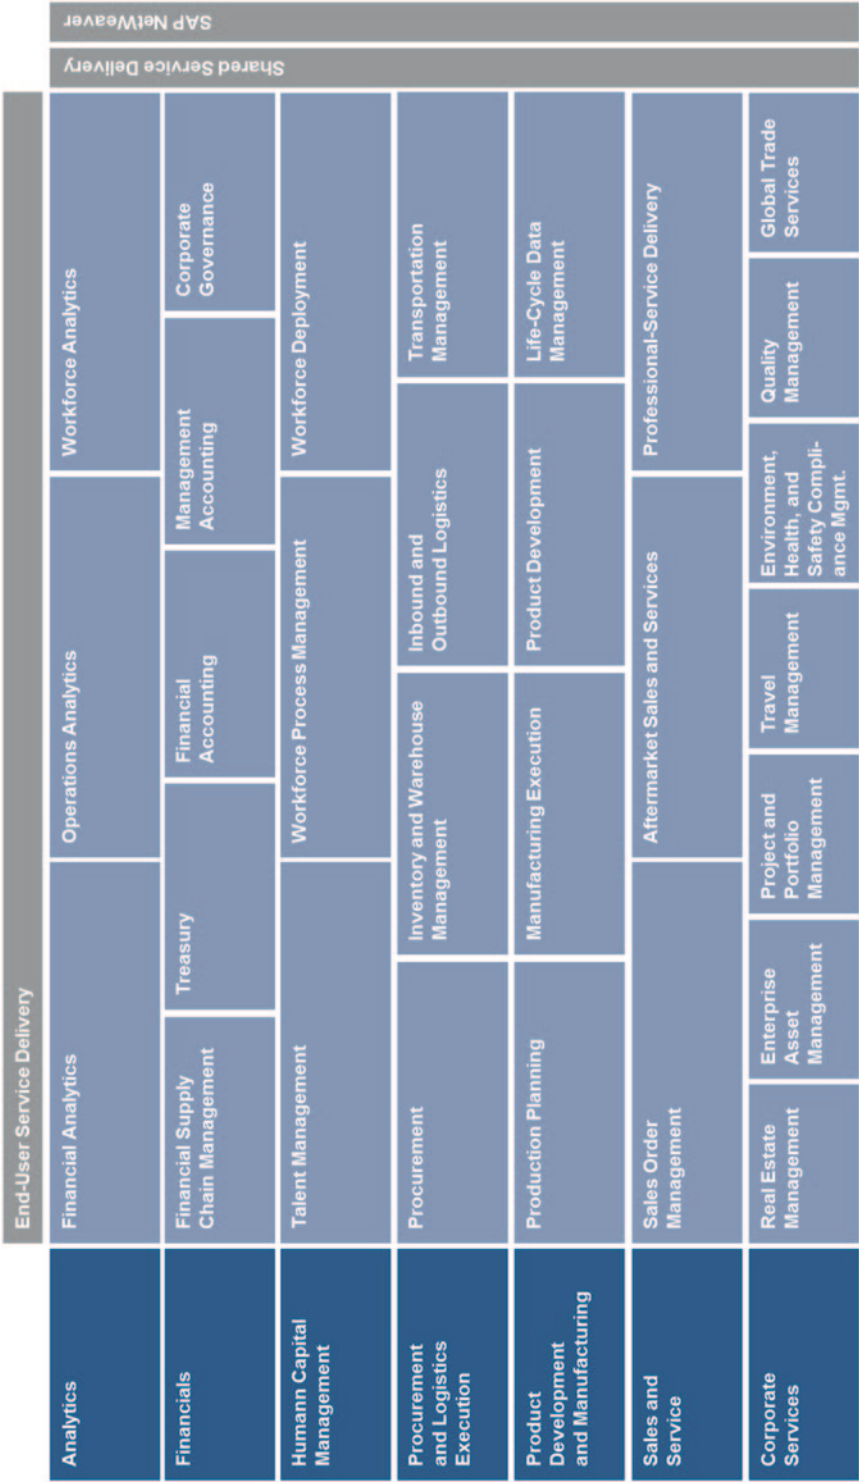 End-User Service Delivery
Analytics
Financial Analytics
Operations Analytics
Workforce Analytics
Financials
Financial Supply
Chain Management
Treasury
Financial
Accounting
Management
Accounting
Corporate
Governance
Humann Capital
Management
Talent Management
Workforce Process Management
Workforce Deployment
Procurement
and Logistics
Execution
Procurement
Inventory and Warehouse
Management
Inbound and
Outbound Logistics
Transportation
Management
Product
Development
and Manufacturing
Production Planning
Manufacturing Execution
Product Development
Life-Cycle Data
Management
Sales and
Service
Sales Order
Management
Aftermarket Sales and Services
Professional-Service Delivery
Corporate
Services
Real Estate
Management
Enterprise
Asset
Management
Project and
Portfolio
Management
Travel
Management
Environment,
Health, and
Safety Compli-
ance Mgmt.
Quality
Management
Global Trade
Services
Shared Service Delivery
SAP NetWeaver